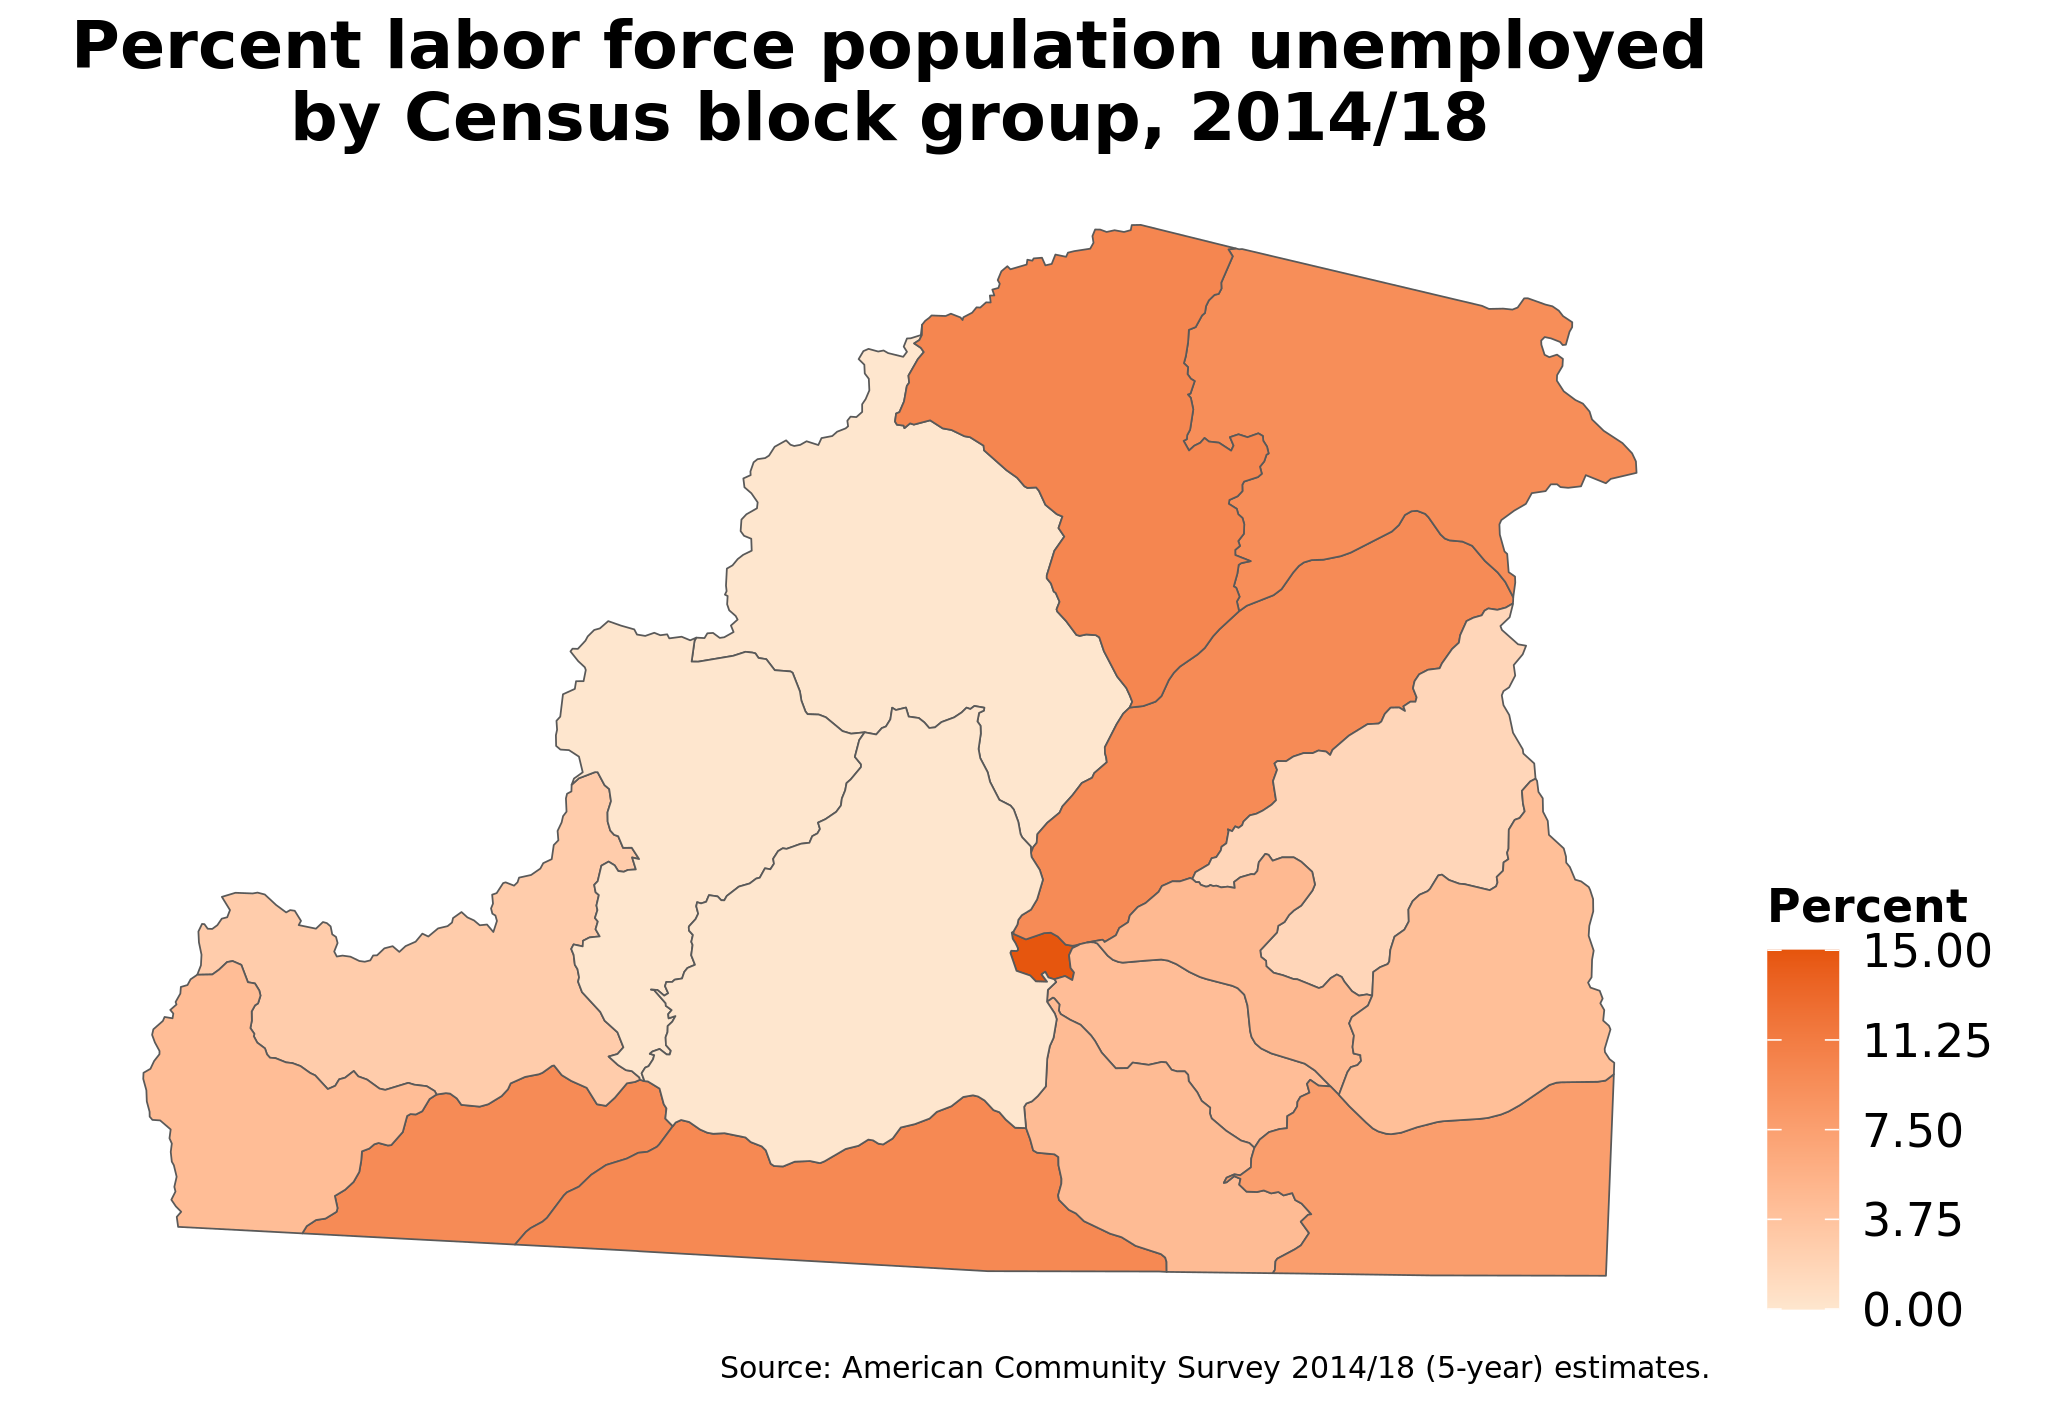 Percent labor force population unemployed
by Census block group, 2014/18
Percent
15.00
11.25
7.50
3.75
0.00
Source: American Community Survey 2014/18 (5-year) estimates.